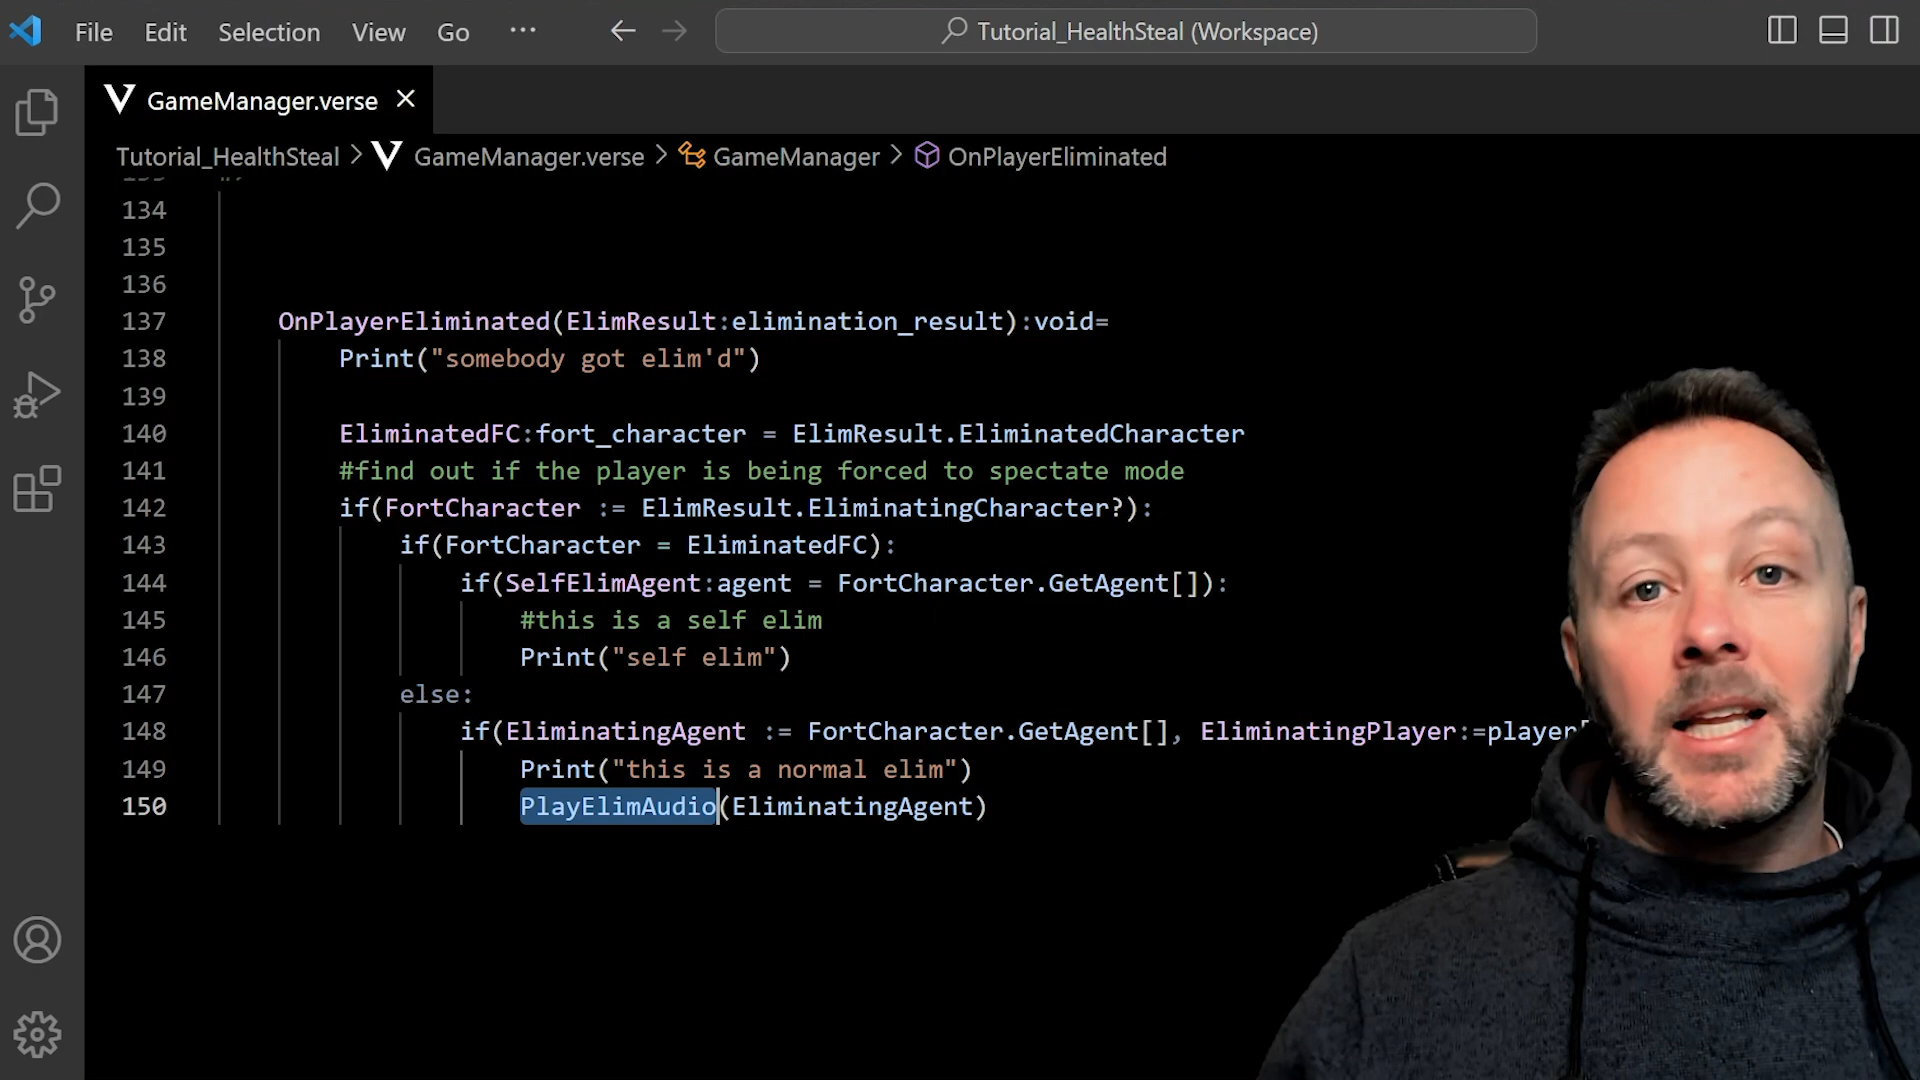 File Edit Selection View Go ··· Tutorial_HealthSteal (Workspace)
GameManager.verse
Tutorial_HealthSteal > GameManager.verse > GameManager > OnPlayerEliminated
134
135
136
137 OnPlayerEliminated(ElimResult:elimination_result):void=
138 Print("somebody got elim'd")
139
140 EliminatedFC:fort_character = ElimResult.EliminatedCharacter
141 #find out if the player is being forced to spectate mode
142 if(FortCharacter := ElimResult.EliminatingCharacter?):
143 if(FortCharacter = EliminatedFC):
144 if(SelfElimAgent:agent = FortCharacter.GetAgent[]):
145 #this is a self elim
146 Print("self elim")
147 else:
148 if(EliminatingAgent := FortCharacter.GetAgent[], EliminatingPlayer:=player[
149 Print("this is a normal elim")
150 PlayElimAudio(EliminatingAgent)